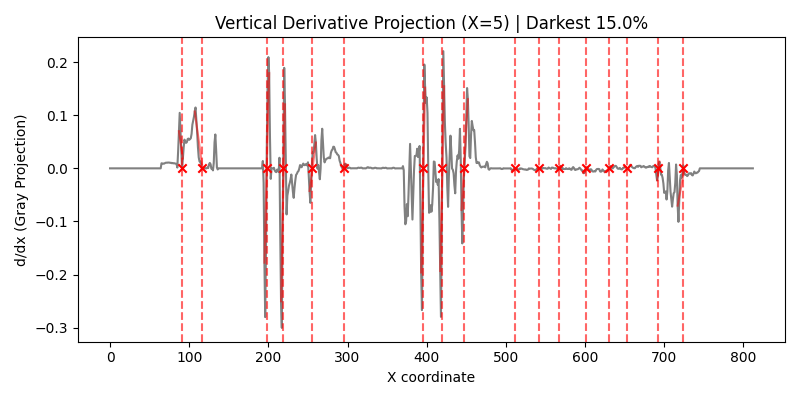 Vertical Derivative Projection (X=5) | Darkest 15.0%
d/dx (Gray Projection)
0.2
0.1
0.0
−0.1
−0.2
−0.3
0 100 200 300 400 500 600 700 800
X coordinate